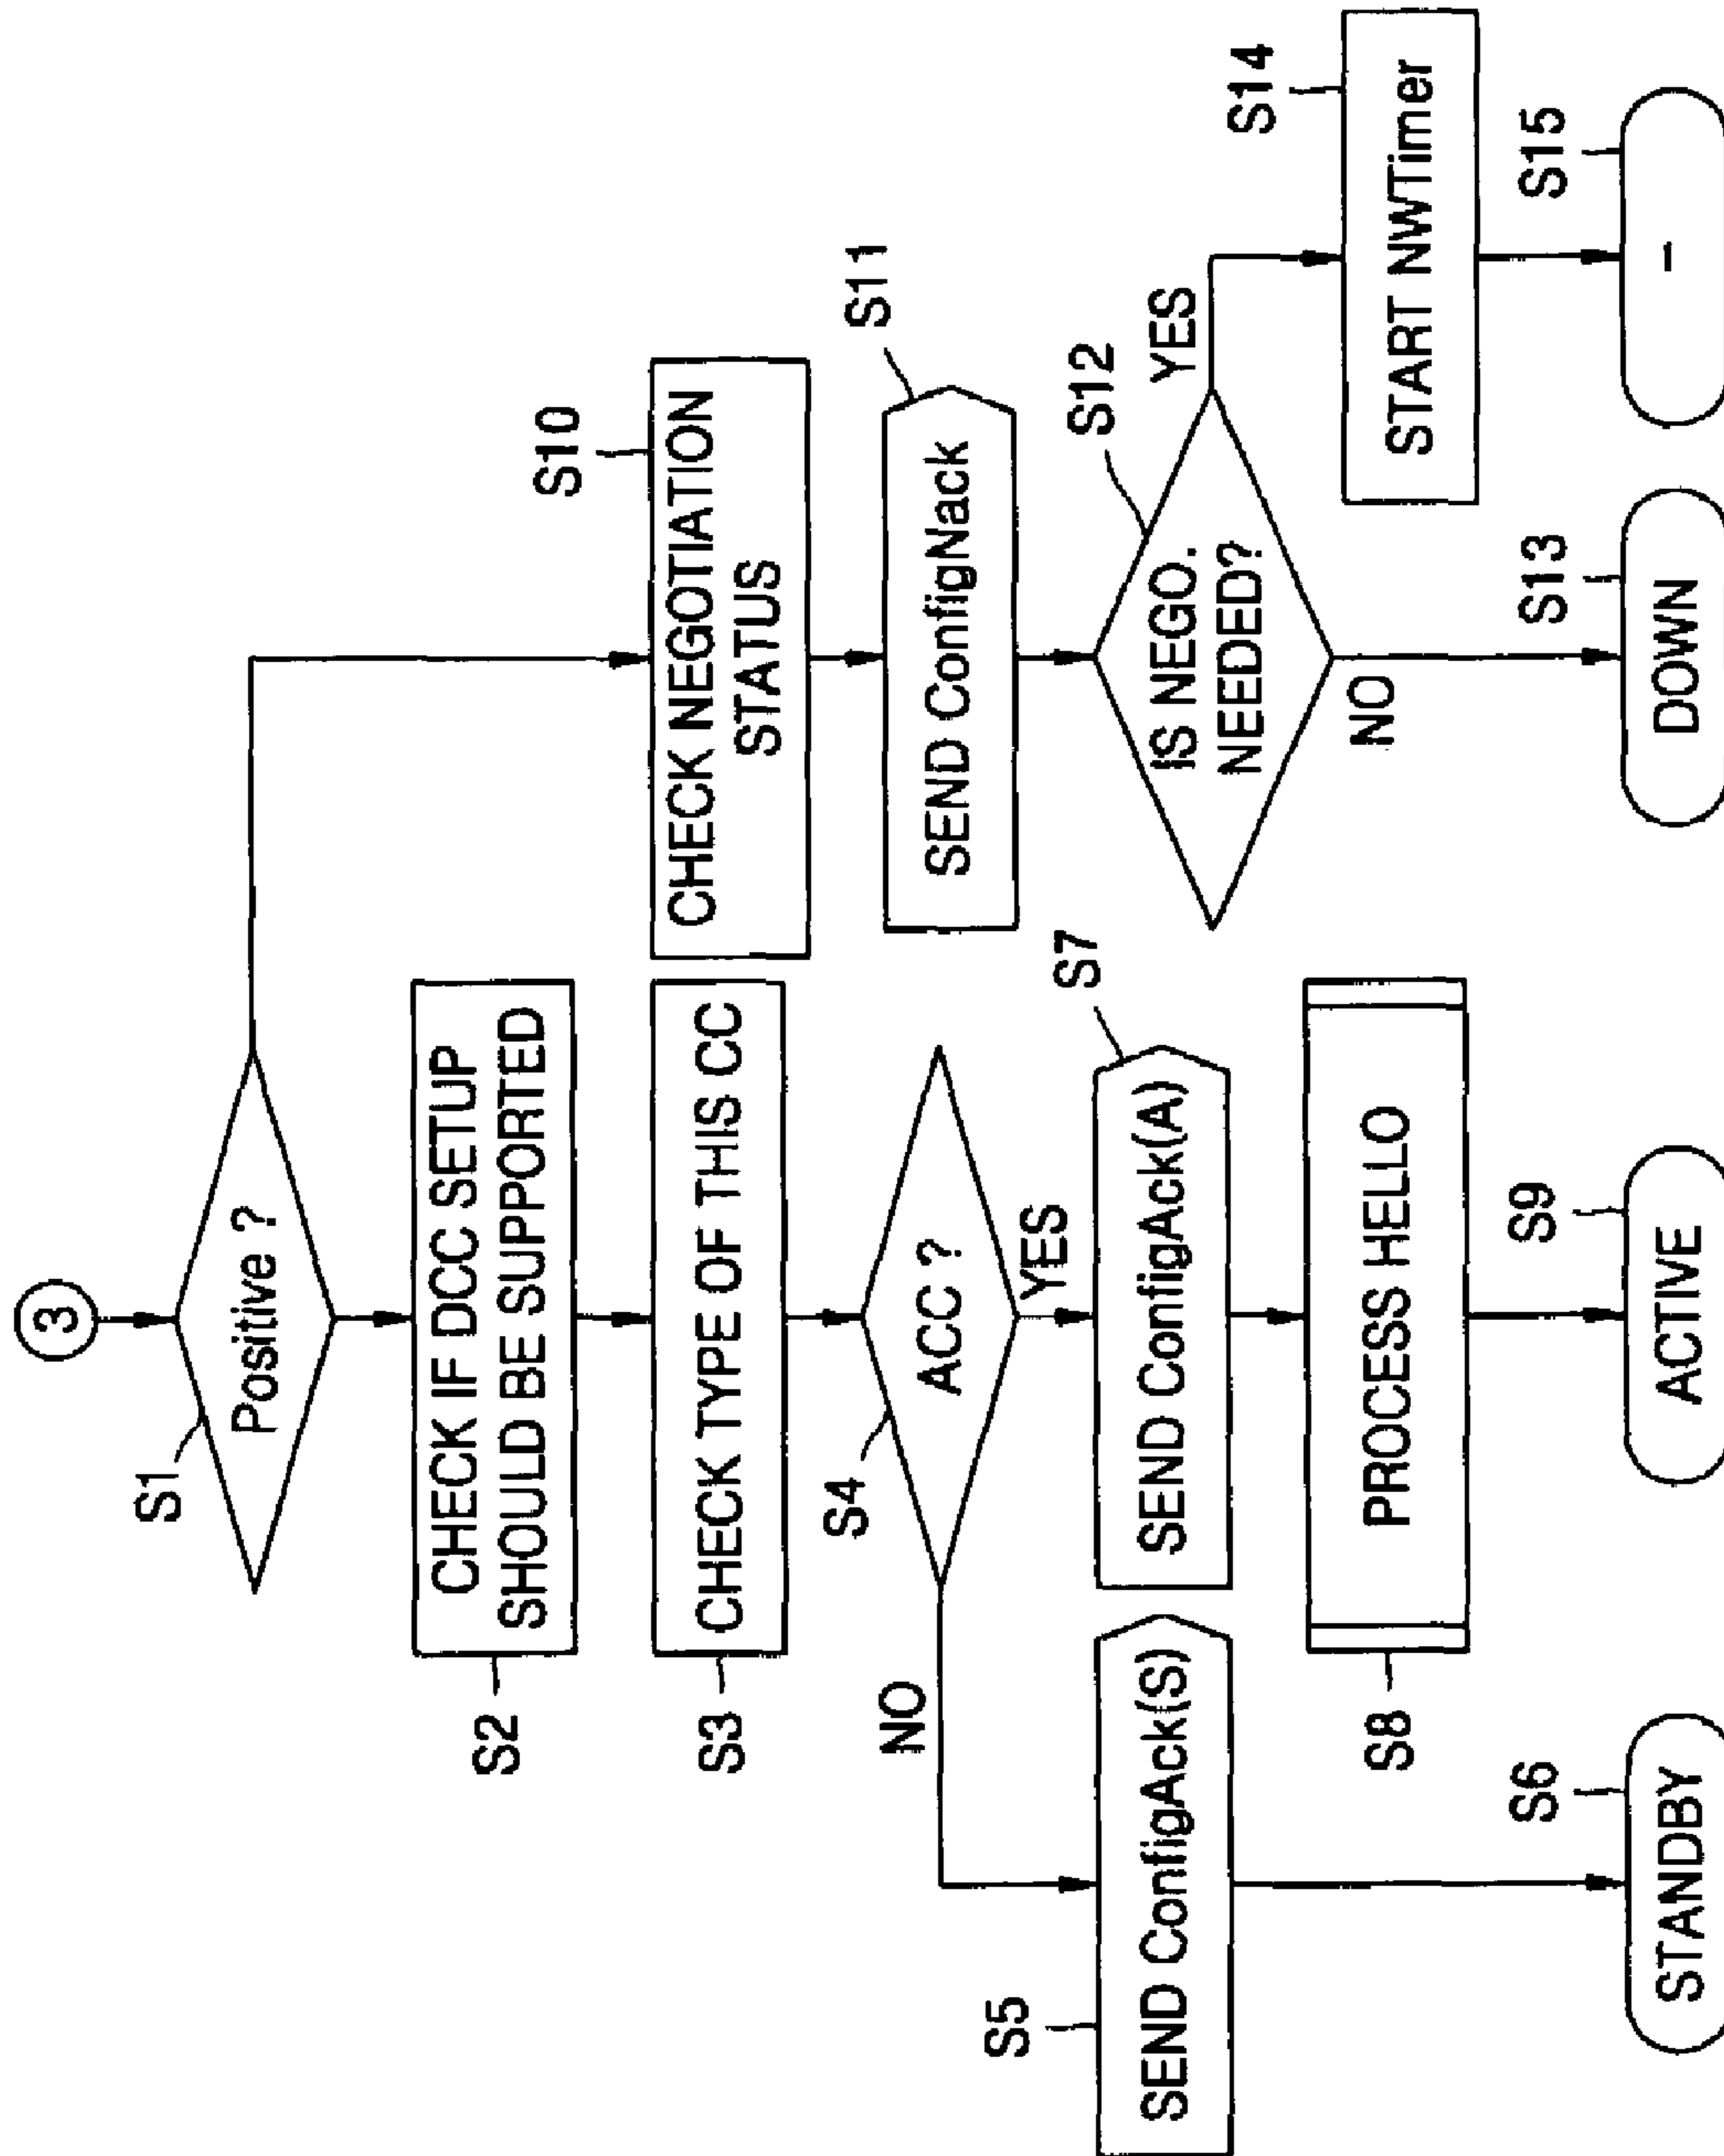 3
S1
Positive ?
S2
CHECK IF DCC SETUP
SHOULD BE SUPPORTED
S3
CHECK TYPE OF THIS CC
S4
ACC ?
NO
YES
S5
SEND ConfigAck(S)
S6
STANDBY
S7
SEND ConfigAck(A)
S8
PROCESS HELLO
S9
ACTIVE
S10
CHECK NEGOTIATION
STATUS
S11
SEND ConfigNack
S12
IS NEGO.
NEEDED?
YES
NO
S13
DOWN
S14
START NWTimer
S15
-